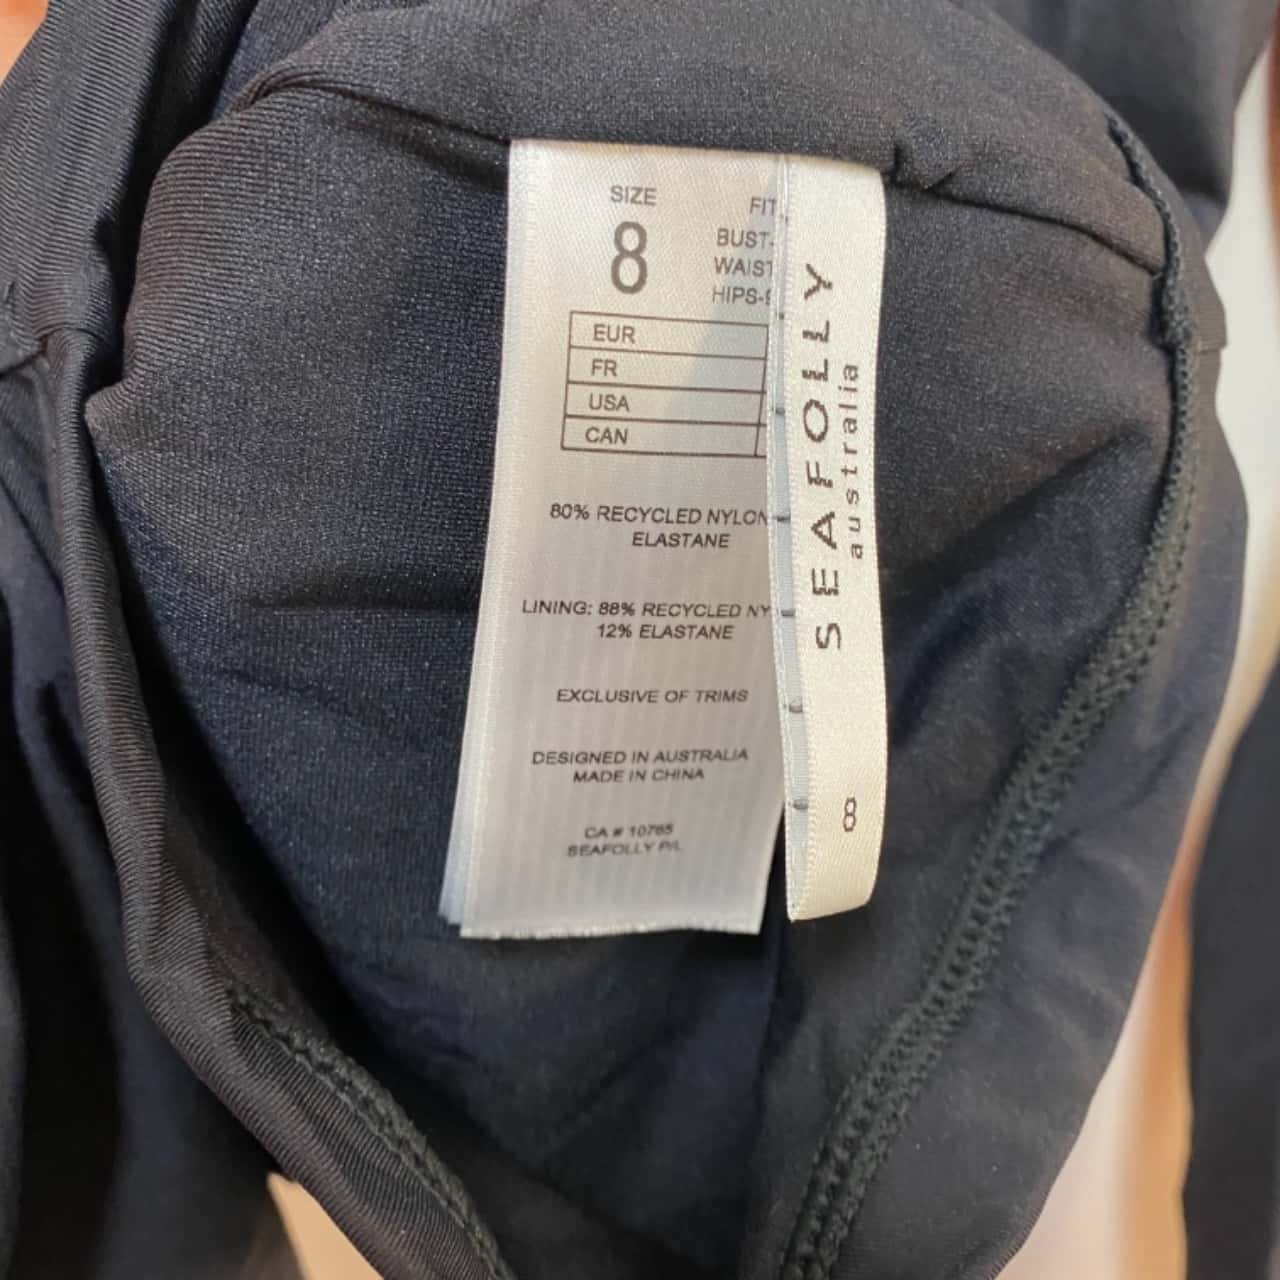 SIZE
8
FIT
BUST-
WAIST
HIPS-
EUR
FR
USA
CAN
80% RECYCLED NYLON
ELASTANE
LINING: 88% RECYCLED NY
12% ELASTANE
EXCLUSIVE OF TRIMS
DESIGNED IN AUSTRALIA
MADE IN CHINA
CA # 10765
SEAFOLLY P/L
SEAFOLLY
australia
8